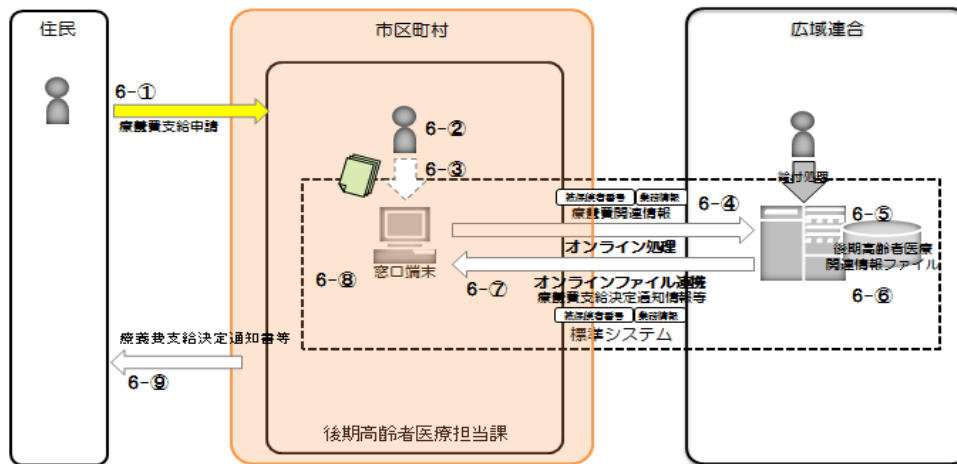 住民
市区町村
広域連合
6-①
療養費支給申請
6-②
6-③
給付処理
被保険者番号 業務情報
療養費関連情報
6-④
6-⑤
オンライン処理
後期高齢者医療
関連情報ファイル
窓口端末
6-⑧
6-⑦
オンラインファイル連携
療養費支給決定通知情報等
6-⑥
被保険者番号 業務情報
標準システム
療養費支給決定通知書等
6-⑨
後期高齢者医療担当課